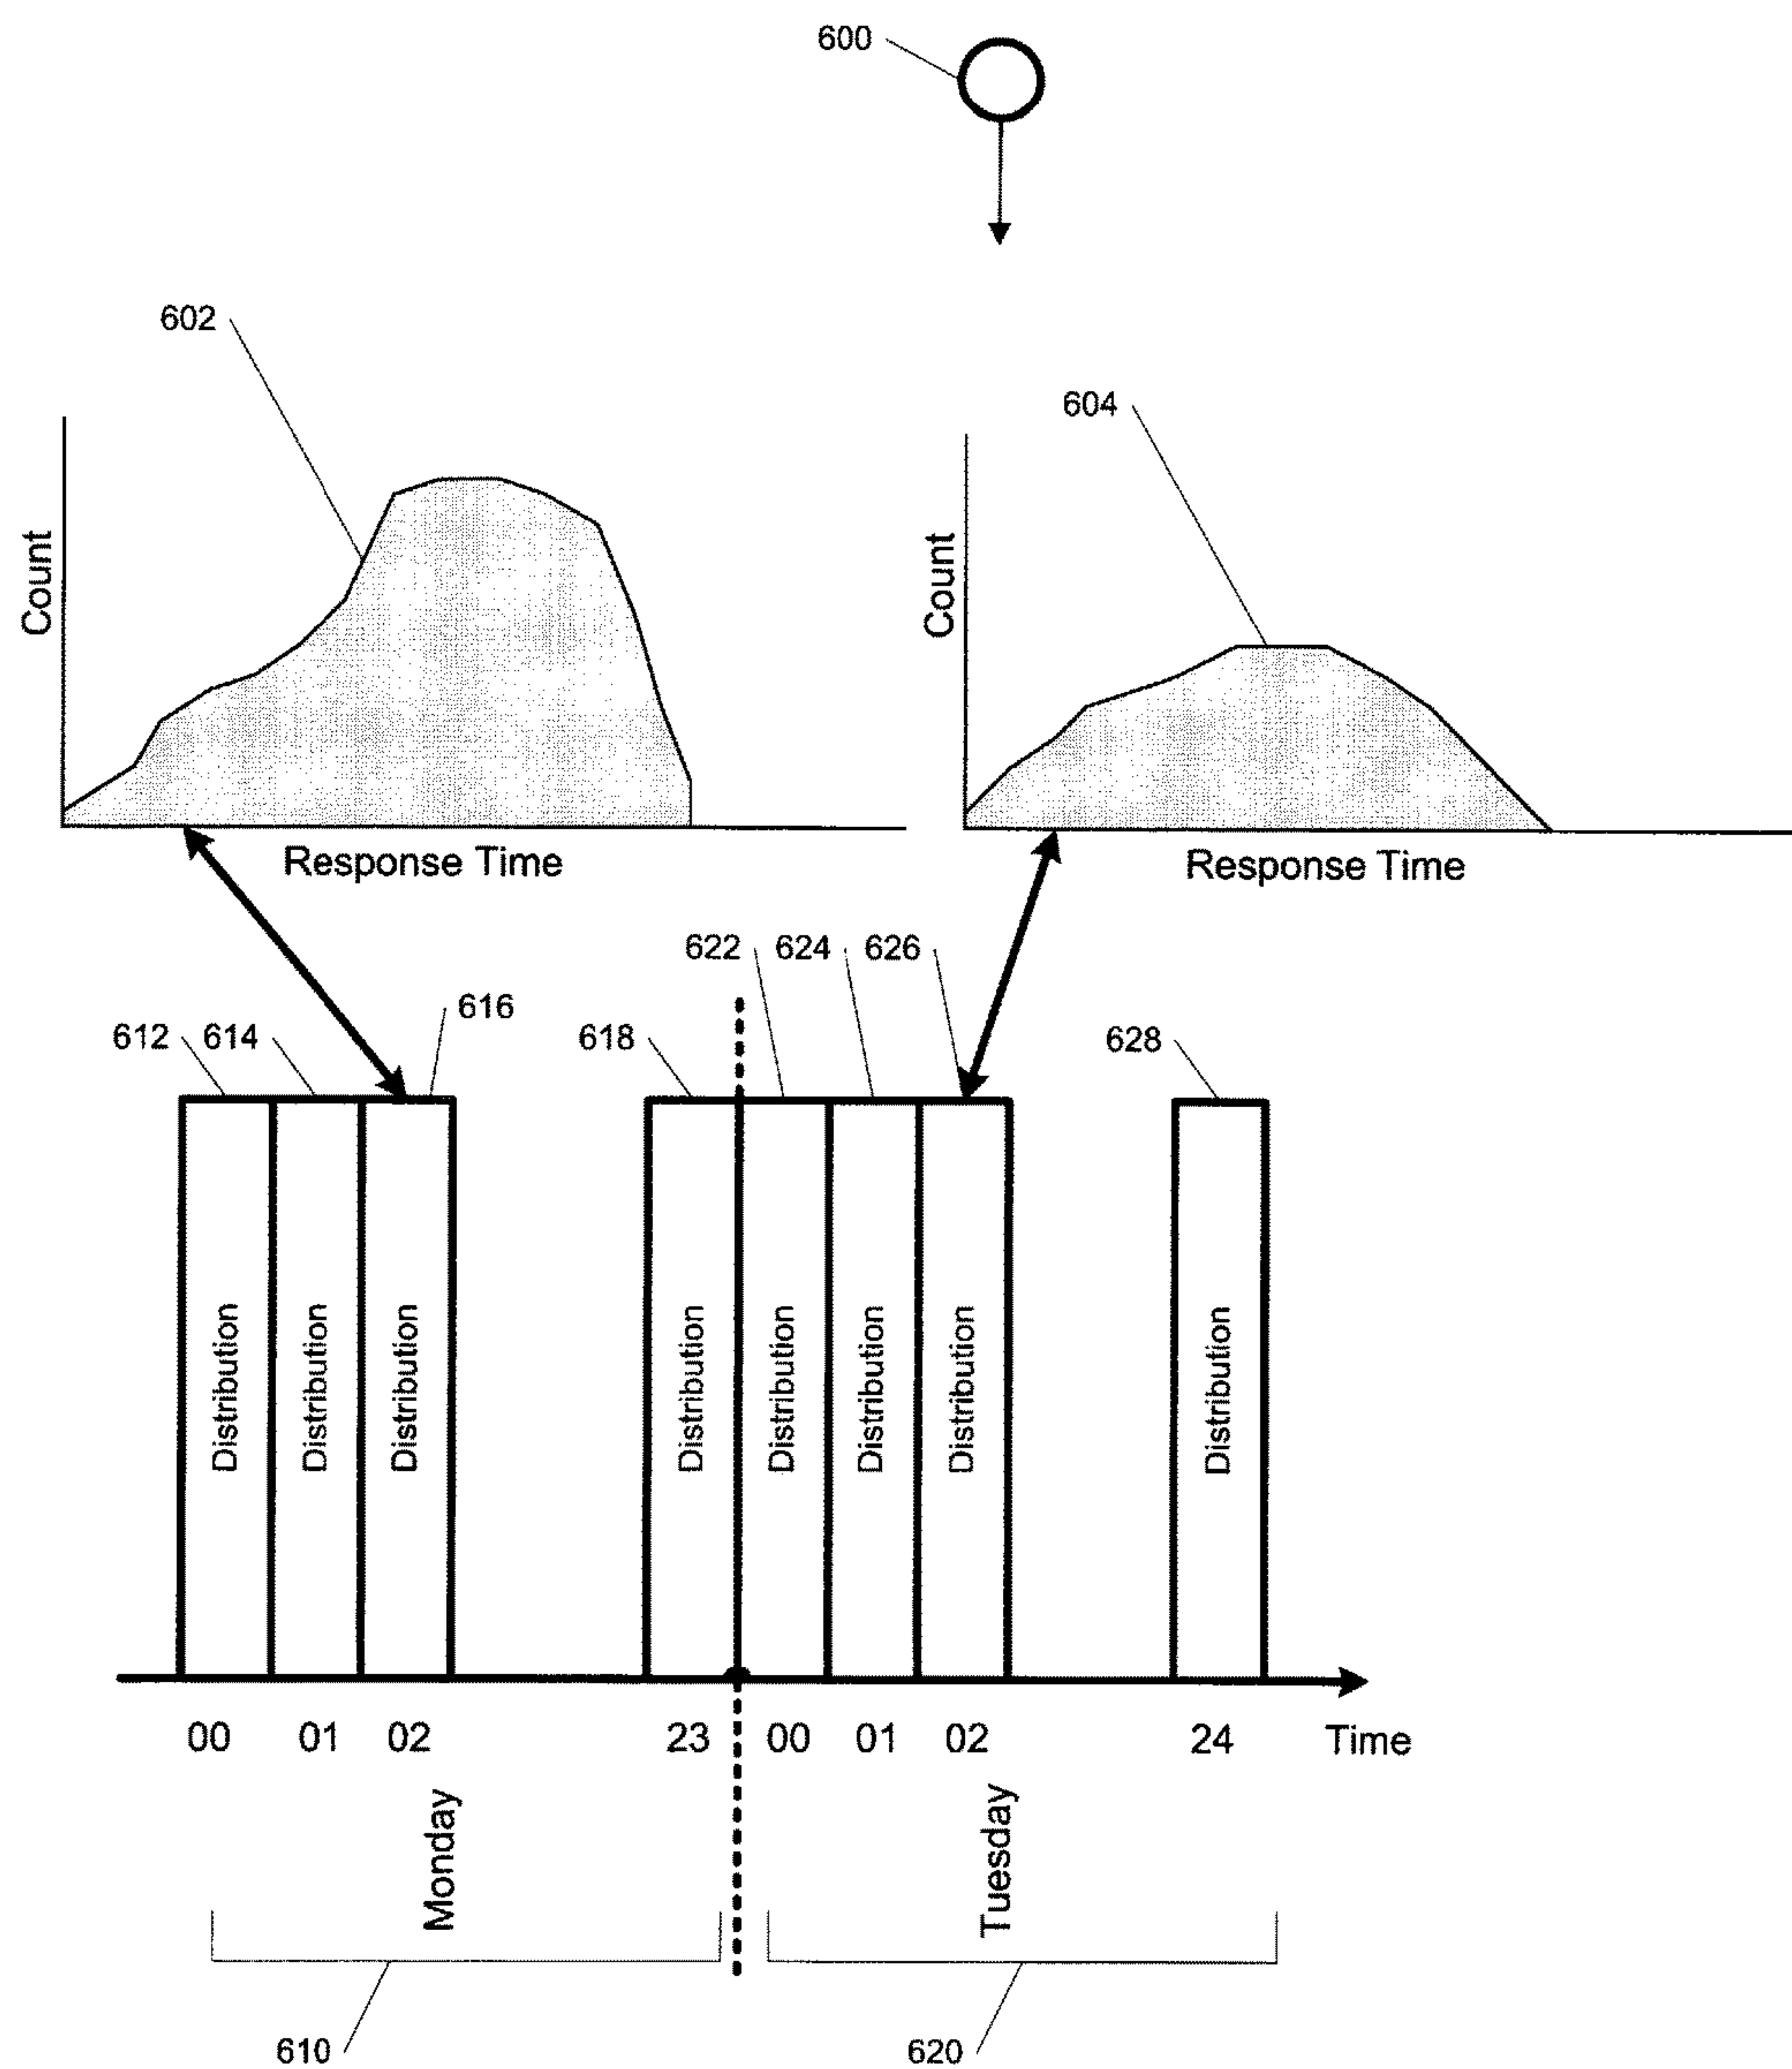 600
602
604
Count
Count
Response Time
Response Time
622 624 626
616
612 614
618
628
Distribution
Distribution
Distribution
Distribution
Distribution
Distribution
Distribution
Distribution
00 01 02 23 00 01 02 24 Time
Monday
Tuesday
610
620